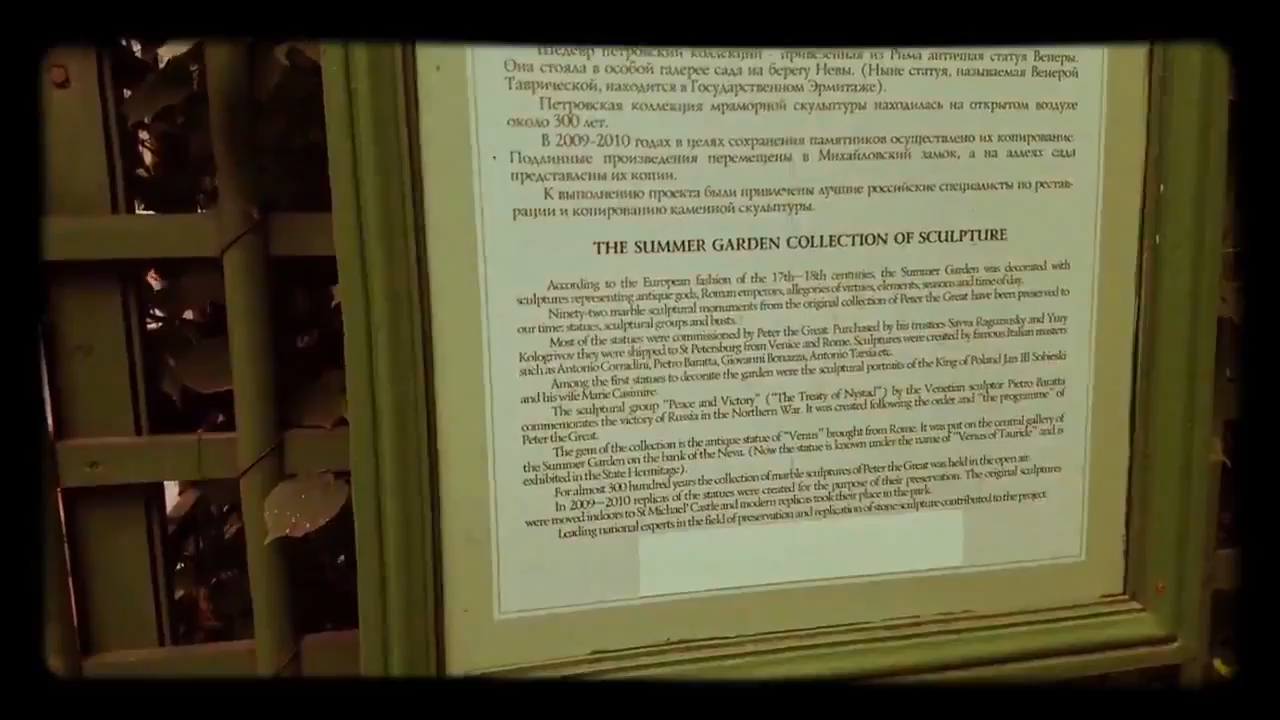 Шедевр петровский коллекции - привезенная из Рима античная статуя Венеры.
Она стояла в особой галерее сада на берегу Невы. (Ныне статуя, называемая Венерой
Таврической, находится в Государственном Эрмитаже).
Петровская коллекция мраморной скульптуры находилась на открытом воздухе
около 300 лет.
В 2009-2010 годах в целях сохранения памятников осуществлено их копирование.
Подлинные произведения перемещены в Михайловский замок, а на аллеях сада
представлены их копии.
К выполнению проекта были привлечены лучшие российские специалисты по рестав-
рации и копированию каменной скульптуры.
THE SUMMER GARDEN COLLECTION OF SCULPTURE
According to the European fashion of the 17th—18th centuries, the Summer Garden was decorated with
sculptures representing antique gods, Roman emperors, allegories of virtues, elements, seasons and time of day.
Ninety-two marble sculptural monuments from the original collection of Peter the Great have been preserved to
our time: statues, sculptural groups and busts.
Most of the statues were commissioned by Peter the Great. Purchased by his trustees Savva Ragunusky and Yury
Kologrivov they were shipped to St Petersburg from Venice and Rome. Sculptures were created by famous Italian masters
such as Antonio Corradini, Pietro Baratta, Giovanni Bonazza, Antonio Tarsia etc.
Among the first statues to decorate the garden were the sculptural portraits of the King of Poland Jan III Sobieski
and his wife Marie Casimire.
The sculptural group "Peace and Victory" ("The Treaty of Nystad") by the Venetian sculptor Pietro Baratta
commemorates the victory of Russia in the Northern War. It was created following the order and "the programme" of
Peter the Great.
The gem of the collection is the antique statue of "Venus" brought from Rome. It was put on the central gallery of
the Summer Garden on the bank of the Neva. (Now the statue is known under the name of "Venus of Tauride" and is
exhibited in the State Hermitage).
For almost 300 hundred years the collection of marble sculptures of Peter the Great was held in the open air.
In 2009—2010 replicas of the statues were created for the purpose of their preservation. The original sculptures
were moved indoors to St Michael' Castle and modern replicas took their place in the park.
Leading national experts in the field of preservation and replication of stone sculpture contributed to the project.